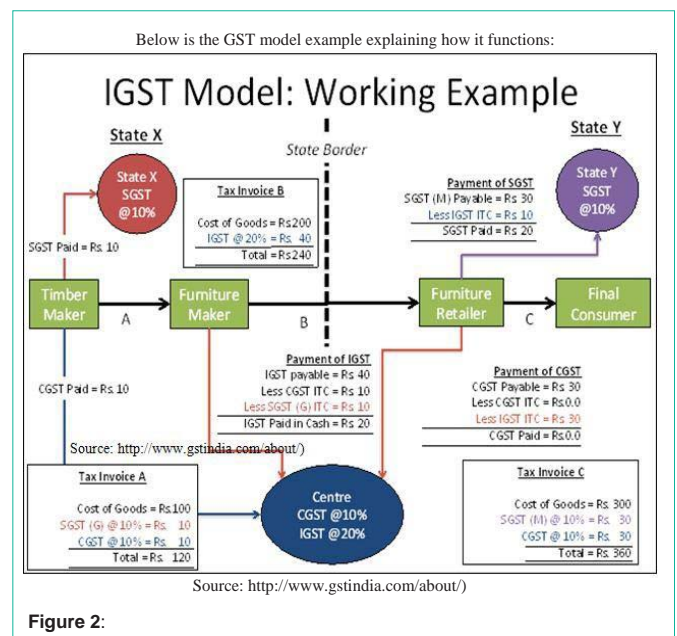 Below is the GST model example explaining how it functions:
IGST Model: Working Example
State X
State Border
State Y
State X
SGST
@10%
Tax Invoice B
Cost of Goods = Rs.200
IGST @ 20% = Rs. 40
Total = Rs.240
Payment of SGST
SGST (M) Payable = Rs 30
Less IGST ITC = Rs 10
SGST Paid = Rs 20
State Y
SGST
@10%
SGST Paid = Rs. 10
Timber
Maker
A
Furniture
Maker
B
Furniture
Retailer
C
Final
Consumer
CGST Paid = Rs. 10
Payment of IGST
IGST payable = Rs 40
Less CGST ITC = Rs 10
Less SGST (G) ITC = Rs 10
IGST Paid in Cash = Rs 20
Payment of CGST
CGST Payable = Rs 30
Less CGST ITC = Rs0.0
Less IGST ITC = Rs 30
CGST Paid = Rs0.0
Source: http://www.gstindia.com/about/)
Tax Invoice A
Cost of Goods = Rs.100
SGST (G) @ 10% = Rs. 10
CGST @ 10% = Rs. 10
Total = Rs. 120
Centre
CGST @10%
IGST @20%
Tax Invoice C
Cost of Goods = Rs. 300
SGST (M) @ 10% = Rs. 30
CGST @ 10% = Rs. 30
Total = Rs. 360
Source: http://www.gstindia.com/about/)
Figure 2: